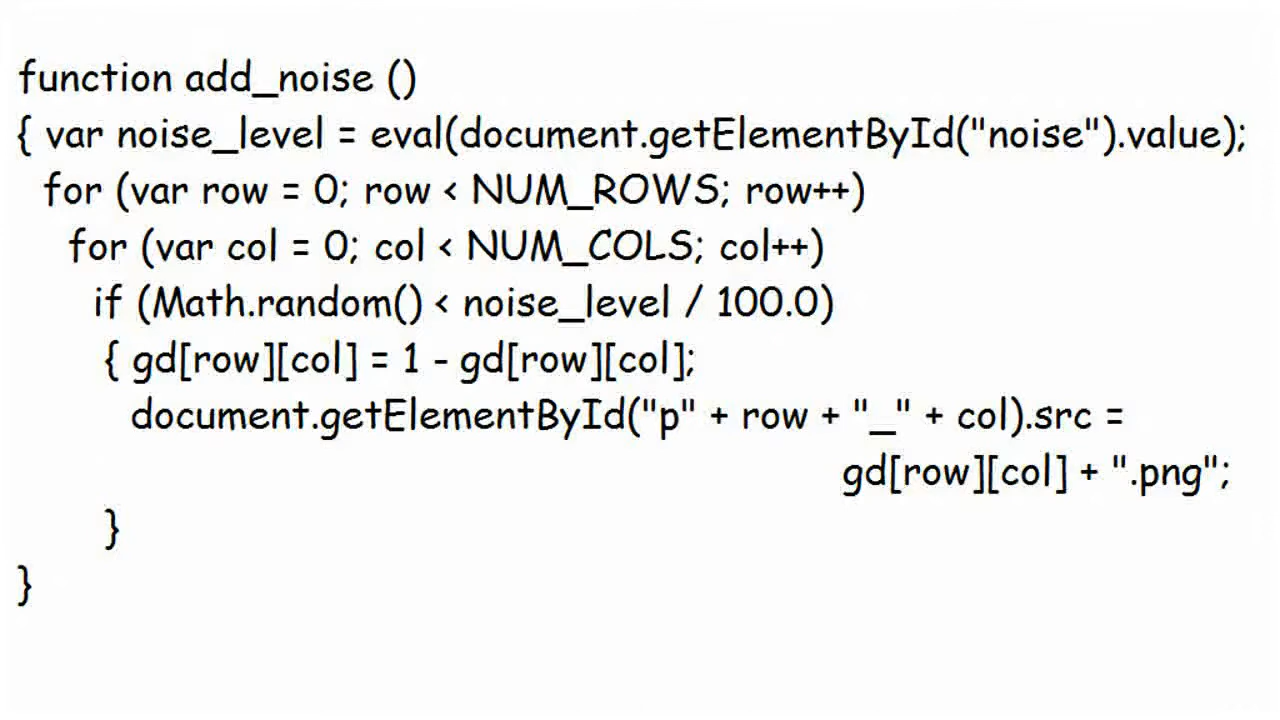 function add_noise ()
{ var noise_level = eval(document.getElementById("noise").value);
for (var row = 0; row < NUM_ROWS; row++)
for (var col = 0; col < NUM_COLS; col++)
if (Math.random() < noise_level / 100.0)
{ gd[row][col] = 1 - gd[row][col];
document.getElementById("p" + row + "_" + col).src =
gd[row][col] + ".png";
}
}